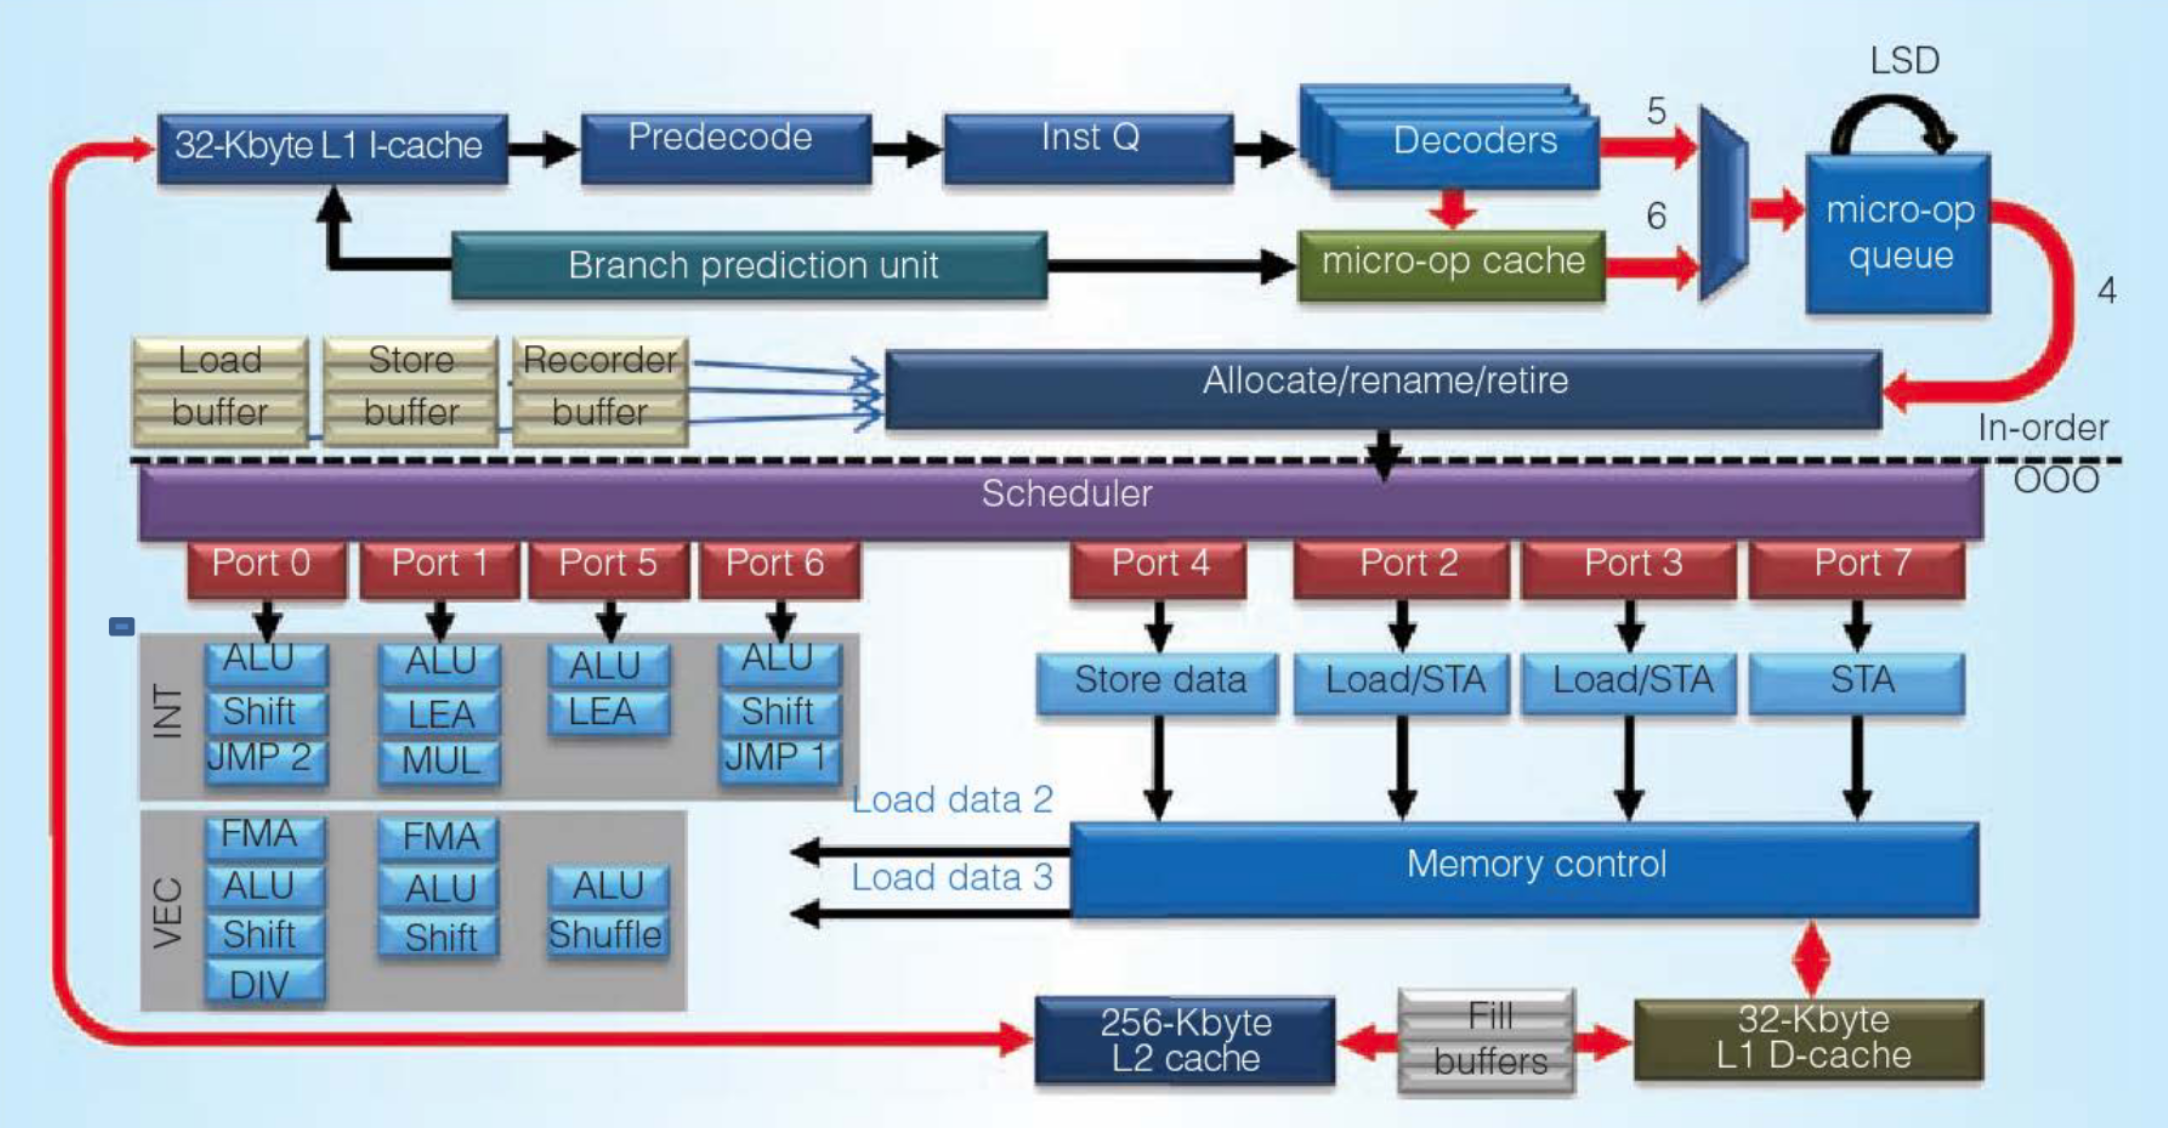 LSD
32-Kbyte L1 I-cache
Predecode
Inst Q
Decoders
5
6
micro-op
queue
Branch prediction unit
micro-op cache
4
Load
buffer
Store
buffer
Recorder
buffer
Allocate/rename/retire
In-order
OOO
Scheduler
Port 0
Port 1
Port 5
Port 6
Port 4
Port 2
Port 3
Port 7
INT
ALU
Shift
JMP 2
ALU
LEA
MUL
ALU
LEA
ALU
Shift
JMP 1
Store data
Load/STA
Load/STA
STA
VEC
FMA
ALU
Shift
DIV
FMA
ALU
Shift
ALU
Shuffle
Load data 2
Load data 3
Memory control
256-Kbyte
L2 cache
Fill
buffers
32-Kbyte
L1 D-cache